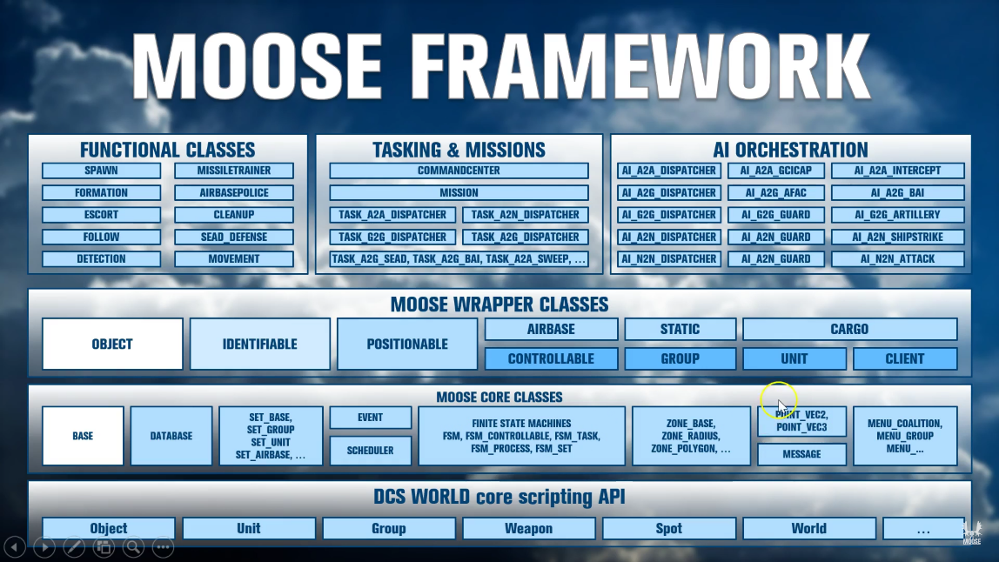 MOOSE FRAMEWORK
FUNCTIONAL CLASSES
SPAWN
MISSILETRAINER
FORMATION
AIRBASEPOLICE
ESCORT
CLEANUP
FOLLOW
SEAD_DEFENSE
DETECTION
MOVEMENT
TASKING & MISSIONS
COMMANDCENTER
MISSION
TASK_A2A_DISPATCHER
TASK_A2N_DISPATCHER
TASK_G2G_DISPATCHER
TASK_A2G_DISPATCHER
TASK_A2G_SEAD, TASK_A2G_BAI, TASK_A2A_SWEEP, ...
AI ORCHESTRATION
AI_A2A_DISPATCHER
AI_A2A_GCICAP
AI_A2A_INTERCEPT
AI_A2G_DISPATCHER
AI_A2G_AFAC
AI_A2G_BAI
AI_G2G_DISPATCHER
AI_G2G_GUARD
AI_G2G_ARTILLERY
AI_A2N_DISPATCHER
AI_A2N_GUARD
AI_A2N_SHIPSTRIKE
AI_N2N_DISPATCHER
AI_A2N_GUARD
AI_N2N_ATTACK
MOOSE WRAPPER CLASSES
OBJECT
IDENTIFIABLE
POSITIONABLE
AIRBASE
STATIC
CARGO
CONTROLLABLE
GROUP
UNIT
CLIENT
MOOSE CORE CLASSES
BASE
DATABASE
SET_BASE,
SET_GROUP
SET_UNIT
SET_AIRBASE, ...
EVENT
SCHEDULER
FINITE STATE MACHINES
FSM, FSM_CONTROLLABLE, FSM_TASK,
FSM_PROCESS, FSM_SET
ZONE_BASE,
ZONE_RADIUS,
ZONE_POLYGON, ...
POINT_VEC2,
POINT_VEC3
MESSAGE
MENU_COALITION,
MENU_GROUP
MENU_...
DCS WORLD core scripting API
Object
Unit
Group
Weapon
Spot
World
...
MOOSE